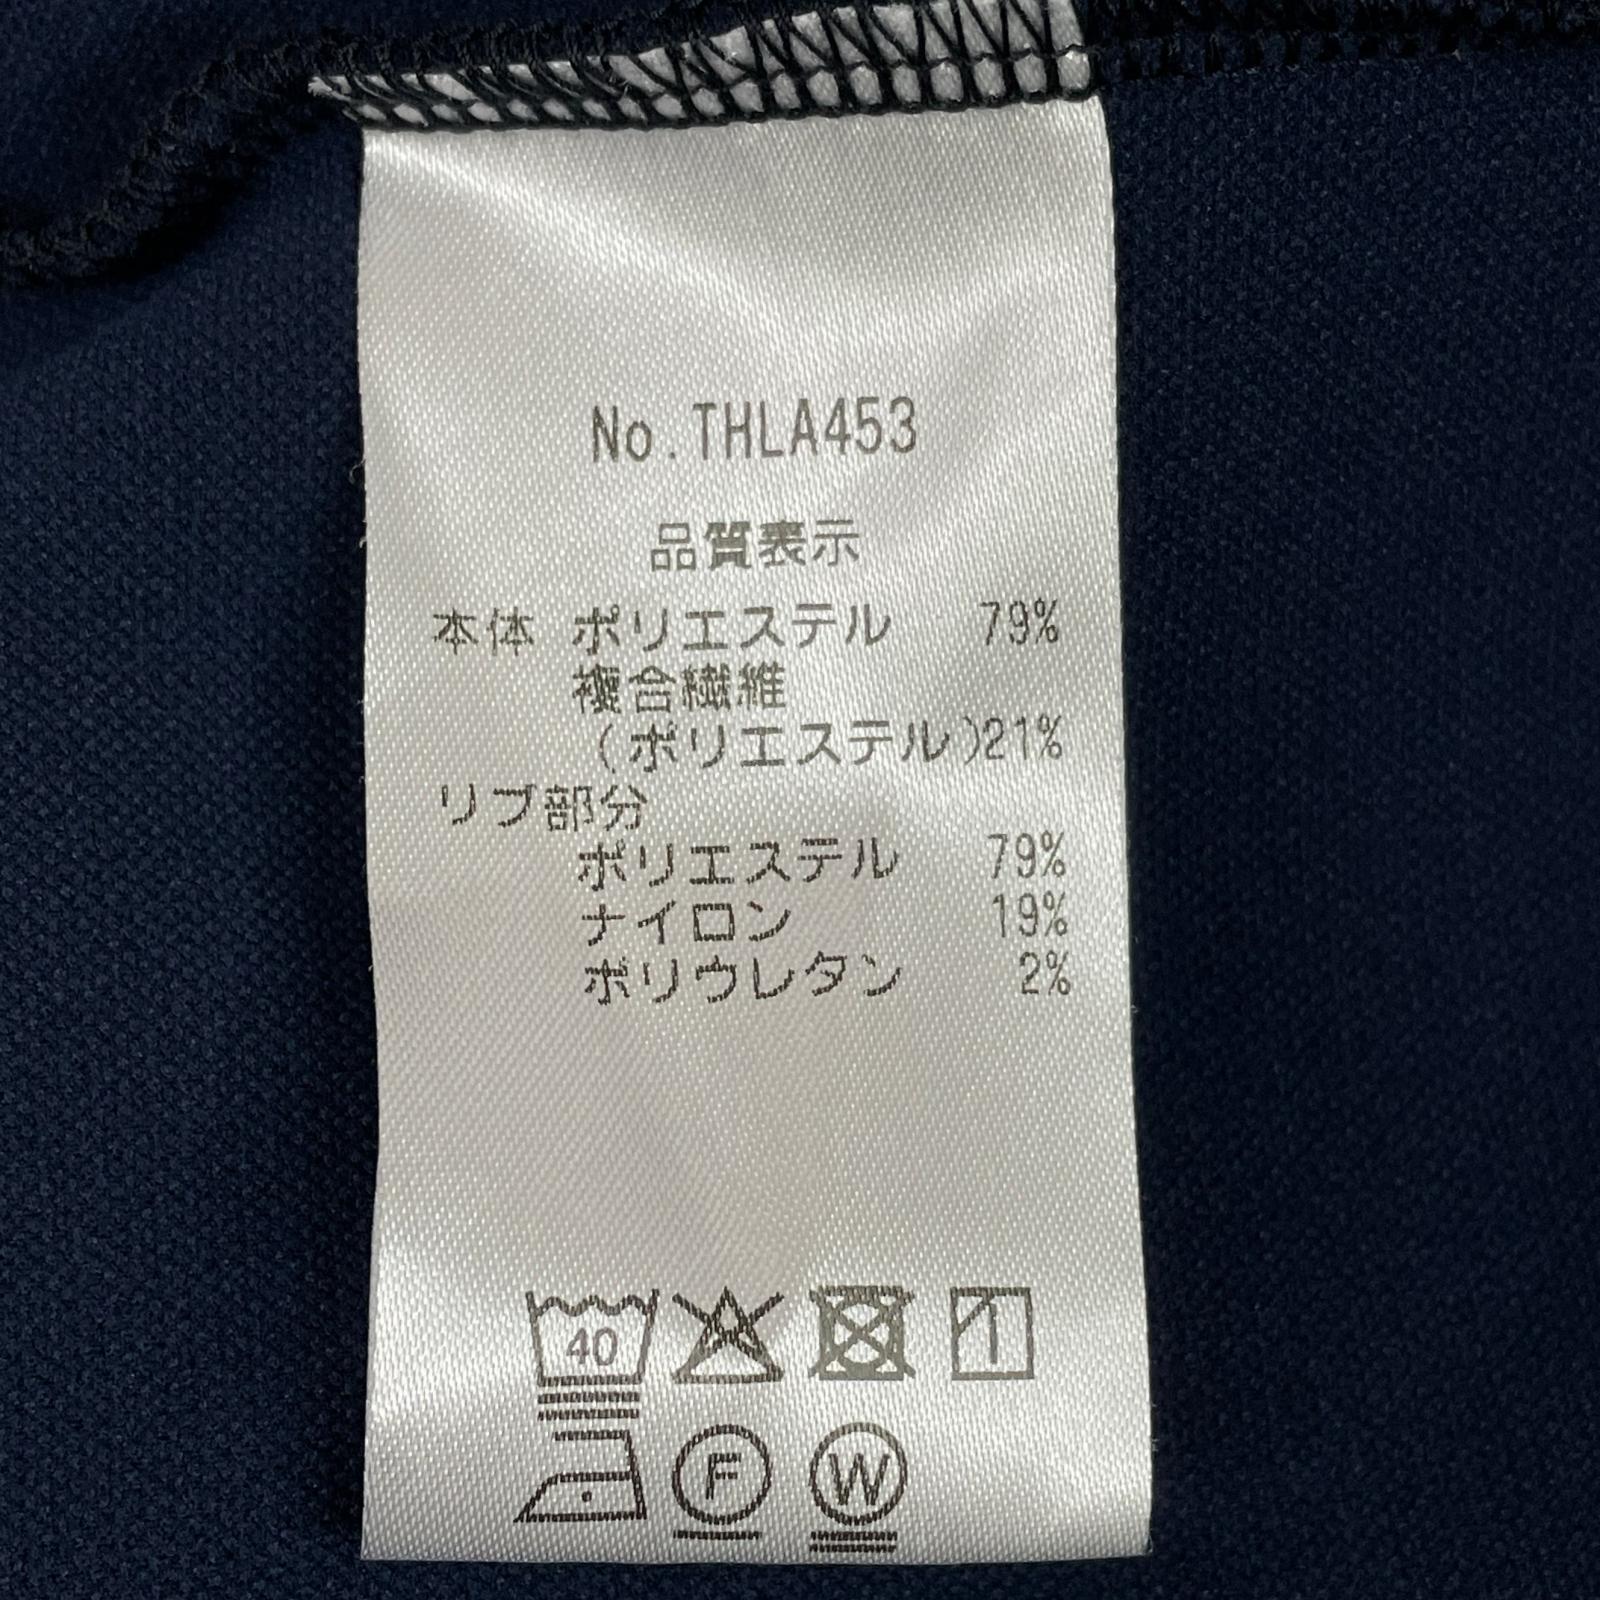 No.THLA453
品質表示
本体 ポリエステル 79%
複合繊維
(ポリエステル)21%
リブ部分
ポリエステル 79%
ナイロン 19%
ポリウレタン 2%
40
F W